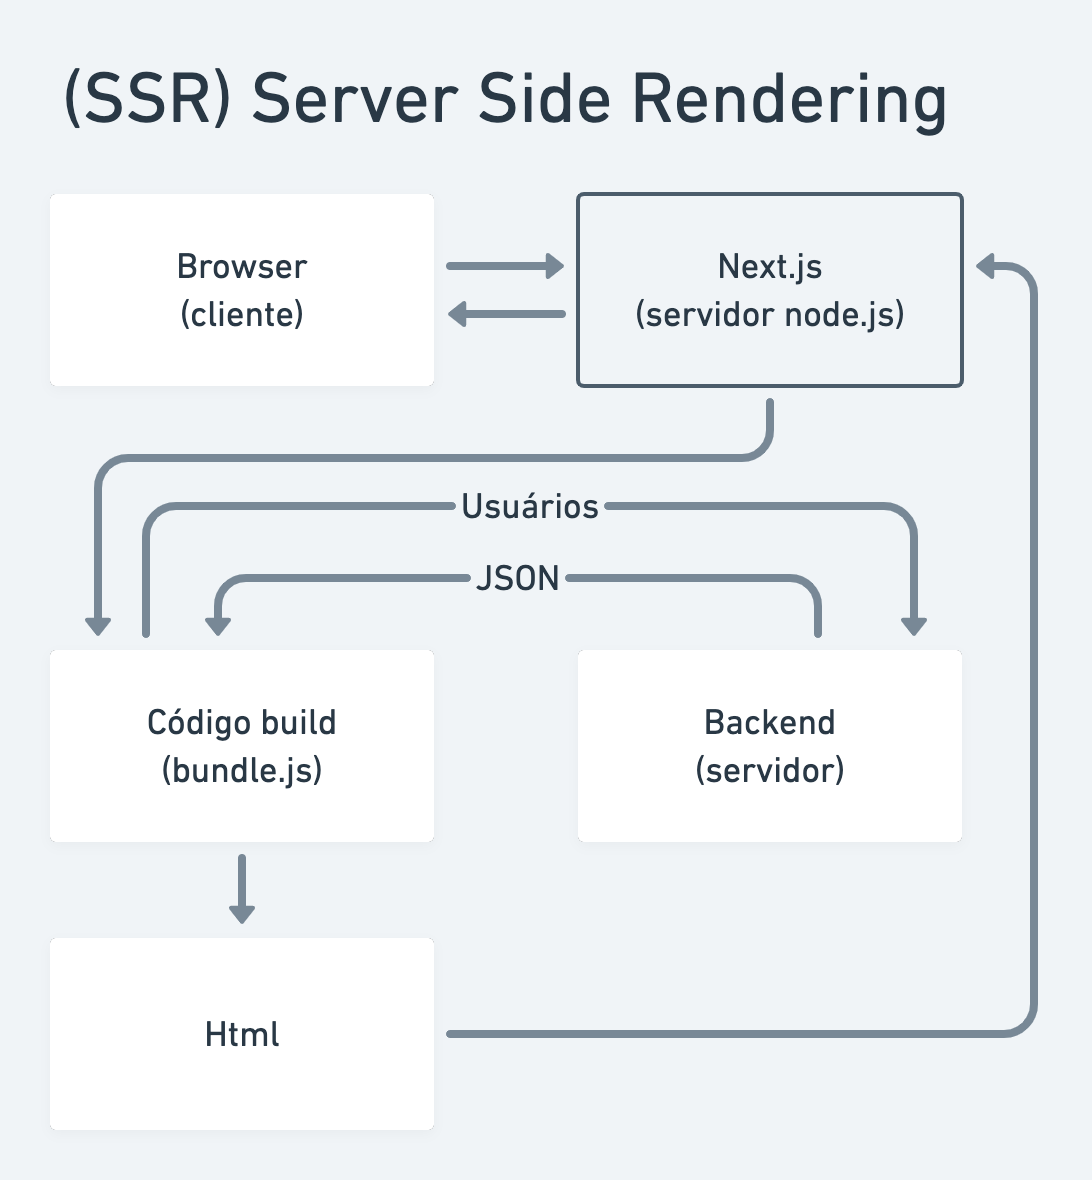 (SSR) Server Side Rendering
Browser
(cliente)
Next.js
(servidor node.js)
Usuários
JSON
Código build
(bundle.js)
Backend
(servidor)
Html